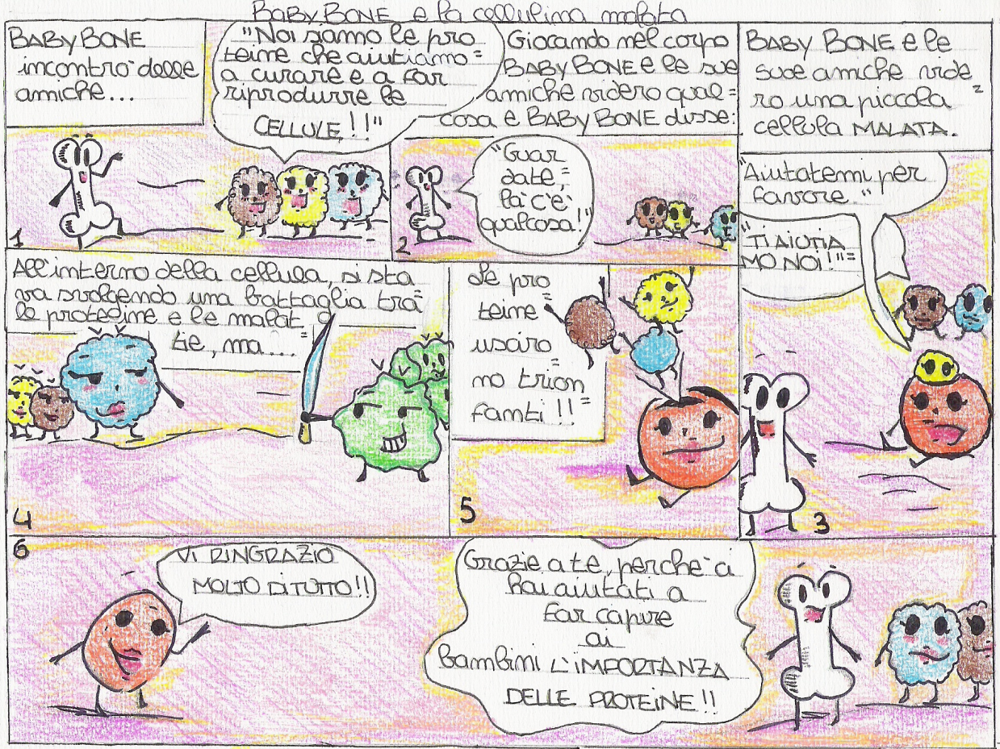 BABY BONE e la cellulina malata
BABY BONE
incontrò delle
amiche...
"Noi siamo le pro
teine che aiutiamo=
a curare e a far
riprodurre le
CELLULE!!"
1
Giocando nel corpo
BABY BONE e le sue
amiche videro qual=
cosa e BABY BONE disse:
"Guar
date,=
là c'è
qualcosa!"
2
BABY BONE e le
sue amiche vide
ro una piccola =
cellula MALATA.
"Aiutatemi per
favore."
"TI AIUTIA
MO NOI!"=
3
All'interno della cellula, si sta
va svolgendo una battaglia tra=
le proteine e le malat
tie, ma... =
4
Le pro
teine=
usciro
no trion=
fanti!! =
5
6
VI RINGRAZIO
MOLTO DI TUTTO!!
Grazie a te, perchè ci
hai aiutati a
far capire
ai
bambini L'IMPORTANZA
DELLE PROTEINE!!